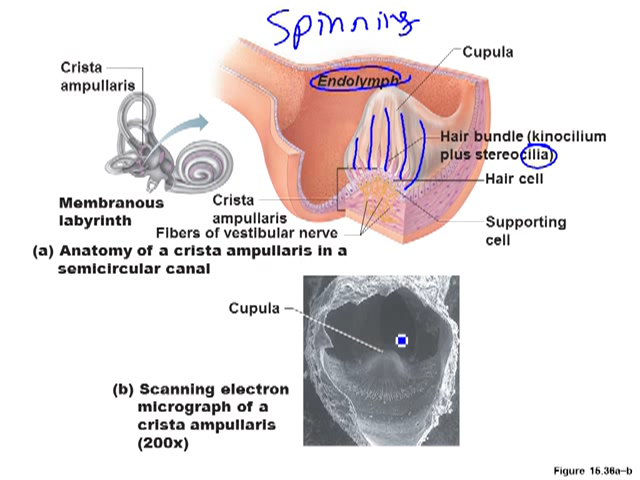 Spinning
Cupula
Crista
ampullaris
Endolymph
Hair bundle (kinocilium
plus stereocilia)
Hair cell
Membranous
labyrinth
Crista
ampullaris
Fibers of vestibular nerve
Supporting
cell
(a) Anatomy of a crista ampullaris in a
semicircular canal
Cupula
(b) Scanning electron
micrograph of a
crista ampullaris
(200x)
Figure 15.36a–b